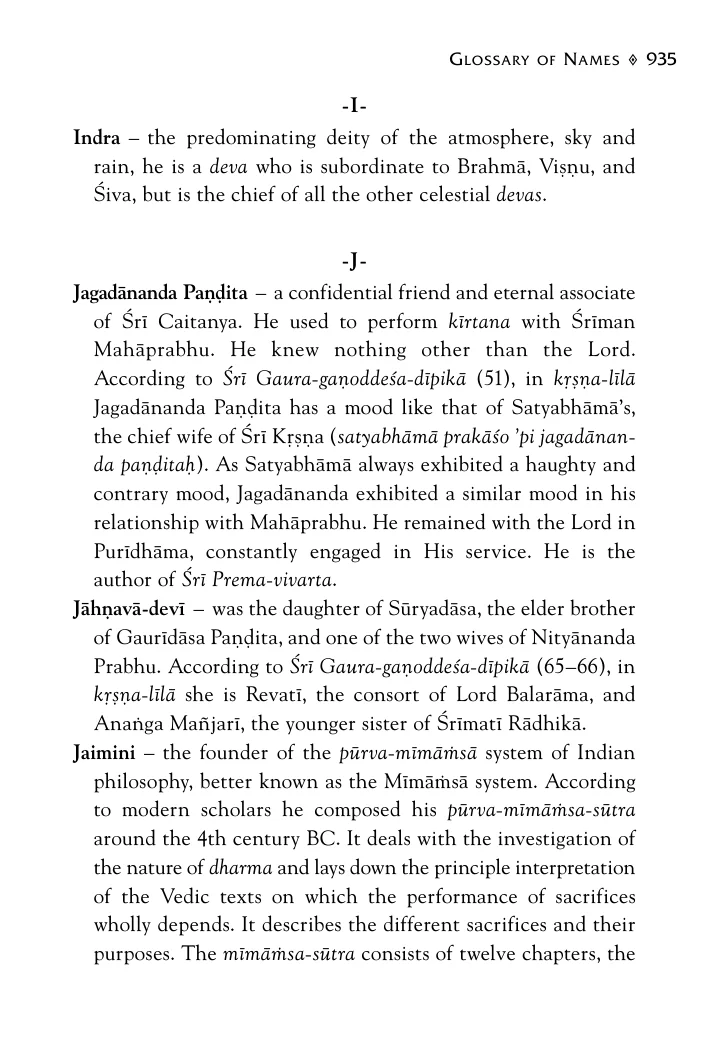 Glossary of Names ◊ 935
-I-
Indra – the predominating deity of the atmosphere, sky and
rain, he is a deva who is subordinate to Brahmā, Viṣṇu, and
Śiva, but is the chief of all the other celestial devas.
-J-
Jagadānanda Paṇḍita – a confidential friend and eternal associate
of Śrī Caitanya. He used to perform kīrtana with Śrīman
Mahāprabhu. He knew nothing other than the Lord.
According to Śrī Gaura-gaṇoddeśa-dīpikā (51), in kṛṣṇa-līlā
Jagadānanda Paṇḍita has a mood like that of Satyabhāmā’s,
the chief wife of Śrī Kṛṣṇa (satyabhāmā prakāśo ’pi jagadānan-
da paṇḍitaḥ). As Satyabhāmā always exhibited a haughty and
contrary mood, Jagadānanda exhibited a similar mood in his
relationship with Mahāprabhu. He remained with the Lord in
Purīdhāma, constantly engaged in His service. He is the
author of Śrī Prema-vivarta.
Jāhṇavā-devī – was the daughter of Sūryadāsa, the elder brother
of Gaurīdāsa Paṇḍita, and one of the two wives of Nityānanda
Prabhu. According to Śrī Gaura-gaṇoddeśa-dīpikā (65–66), in
kṛṣṇa-līlā she is Revatī, the consort of Lord Balarāma, and
Anaṅga Mañjarī, the younger sister of Śrīmatī Rādhikā.
Jaimini – the founder of the pūrva-mīmāṁsā system of Indian
philosophy, better known as the Mīmāṁsā system. According
to modern scholars he composed his pūrva-mīmāṁsa-sūtra
around the 4th century BC. It deals with the investigation of
the nature of dharma and lays down the principle interpretation
of the Vedic texts on which the performance of sacrifices
wholly depends. It describes the different sacrifices and their
purposes. The mīmāṁsa-sūtra consists of twelve chapters, the